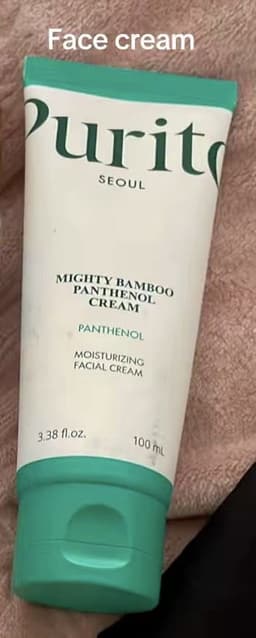 Face cream
Purito
SEOUL
MIGHTY BAMBOO
PANTHENOL
CREAM
PANTHENOL
MOISTURIZING
FACIAL CREAM
3.38 fl.oz. 100 mL